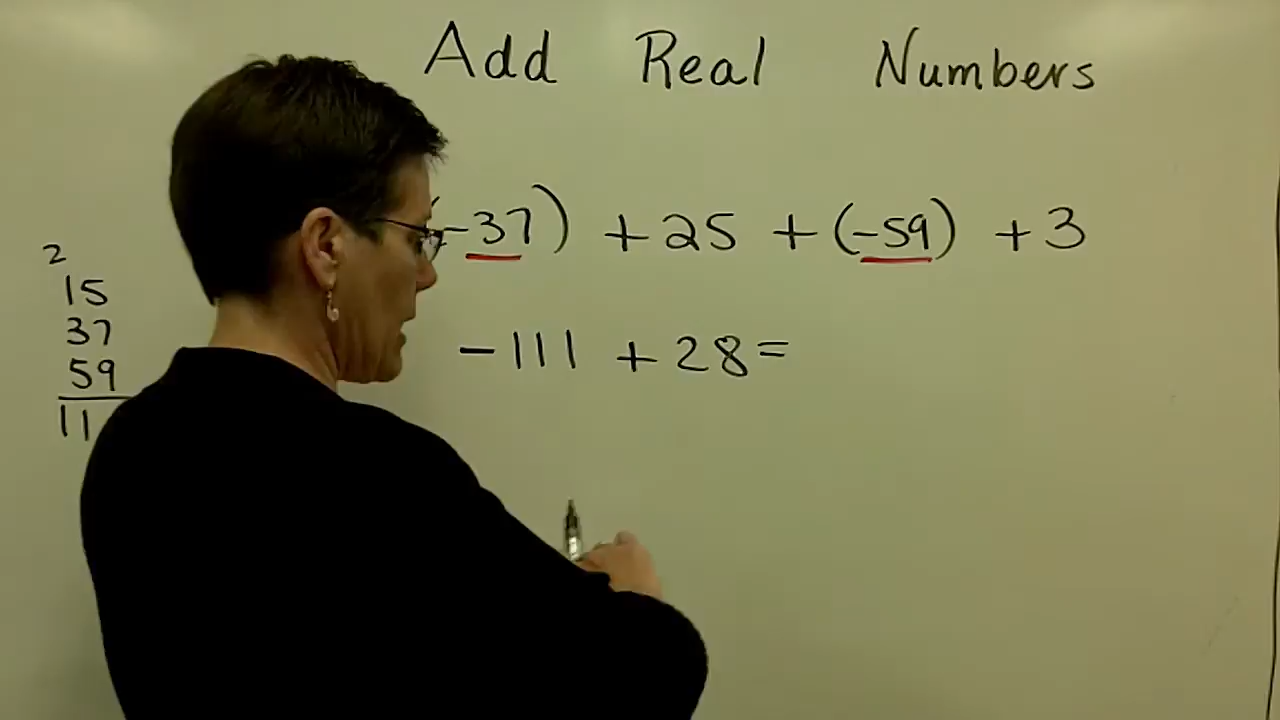 Add Real Numbers
(-37) + 25 + (-59) + 3
-111 + 28 =
2
15
37
59
11